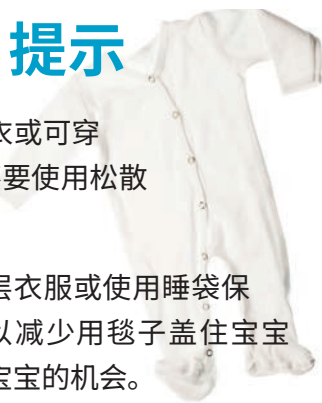 提示
衣或可穿
要使用松散
层衣服或使用睡袋保
以减少用毯子盖住宝宝
宝宝的机会。